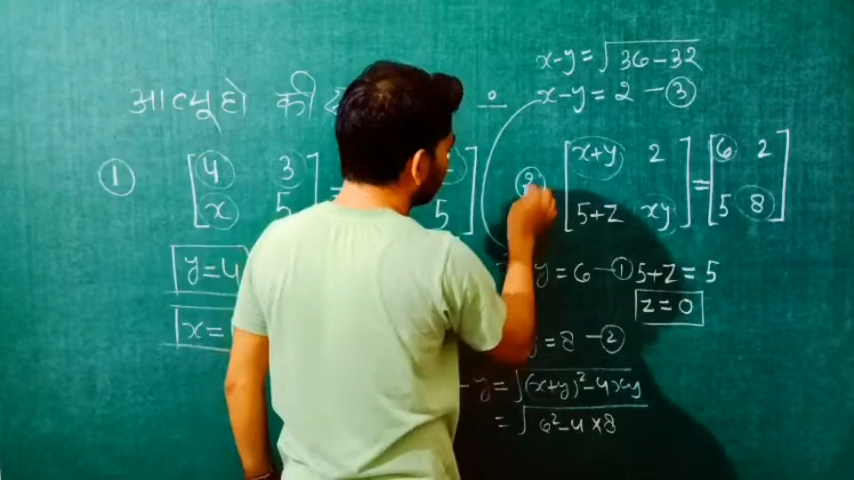 x-y = √36-32
आव्यूहो की
x-y = 2 - ③
① [4 3 x 5] =
5]
② [x+y 2 5+z xy] = [6 2 5 8]
y = 4
y = 6 - ① 5+z = 5
x =
z = 0
= 8 - ②
-y = √(x+y)²-4xy
= √6²-4×8